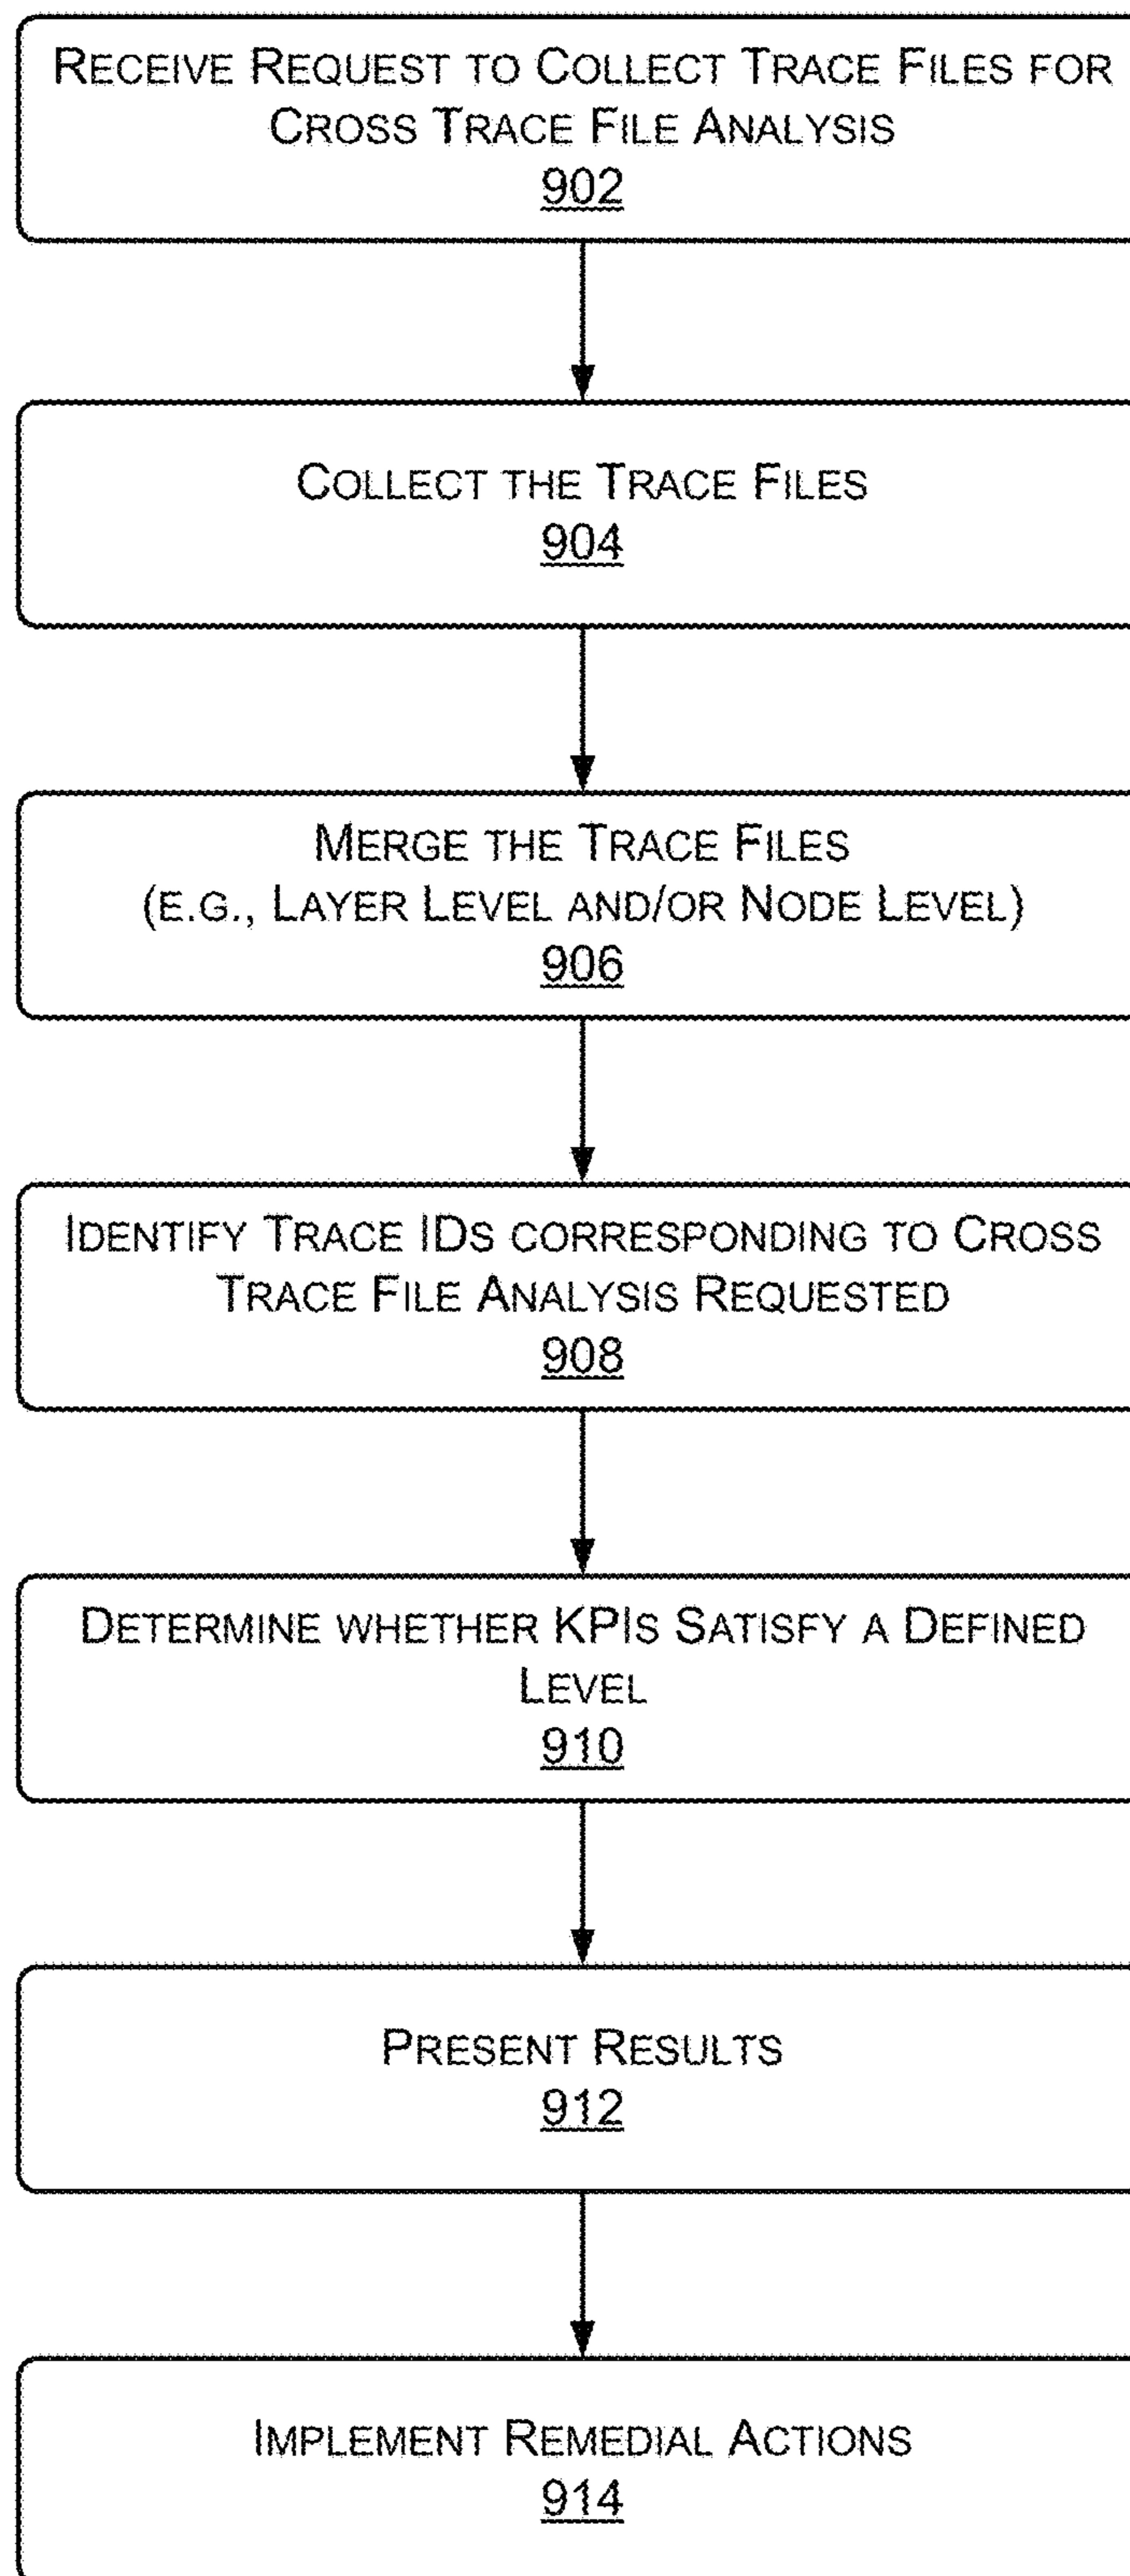 RECEIVE REQUEST TO COLLECT TRACE FILES FOR
CROSS TRACE FILE ANALYSIS
902
COLLECT THE TRACE FILES
904
MERGE THE TRACE FILES
(E.G., LAYER LEVEL AND/OR NODE LEVEL)
906
IDENTIFY TRACE IDS CORRESPONDING TO CROSS
TRACE FILE ANALYSIS REQUESTED
908
DETERMINE WHETHER KPIS SATISFY A DEFINED
LEVEL
910
PRESENT RESULTS
912
IMPLEMENT REMEDIAL ACTIONS
914